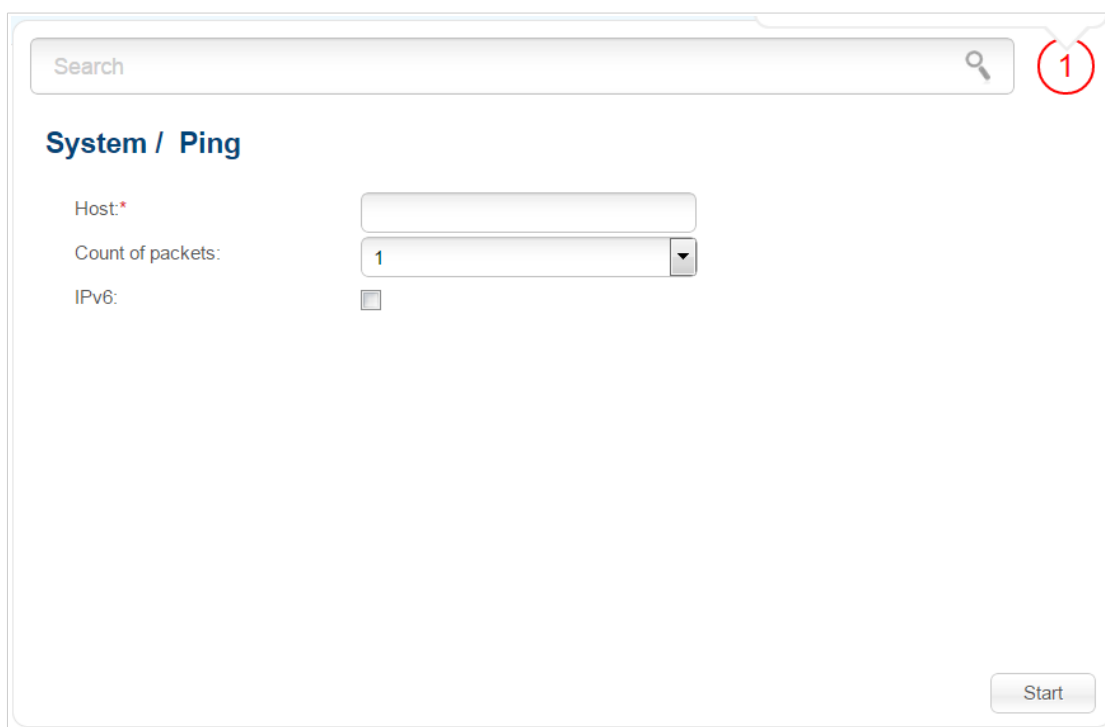 Search
1
System / Ping
Host:*
Count of packets: 1
IPv6:
Start